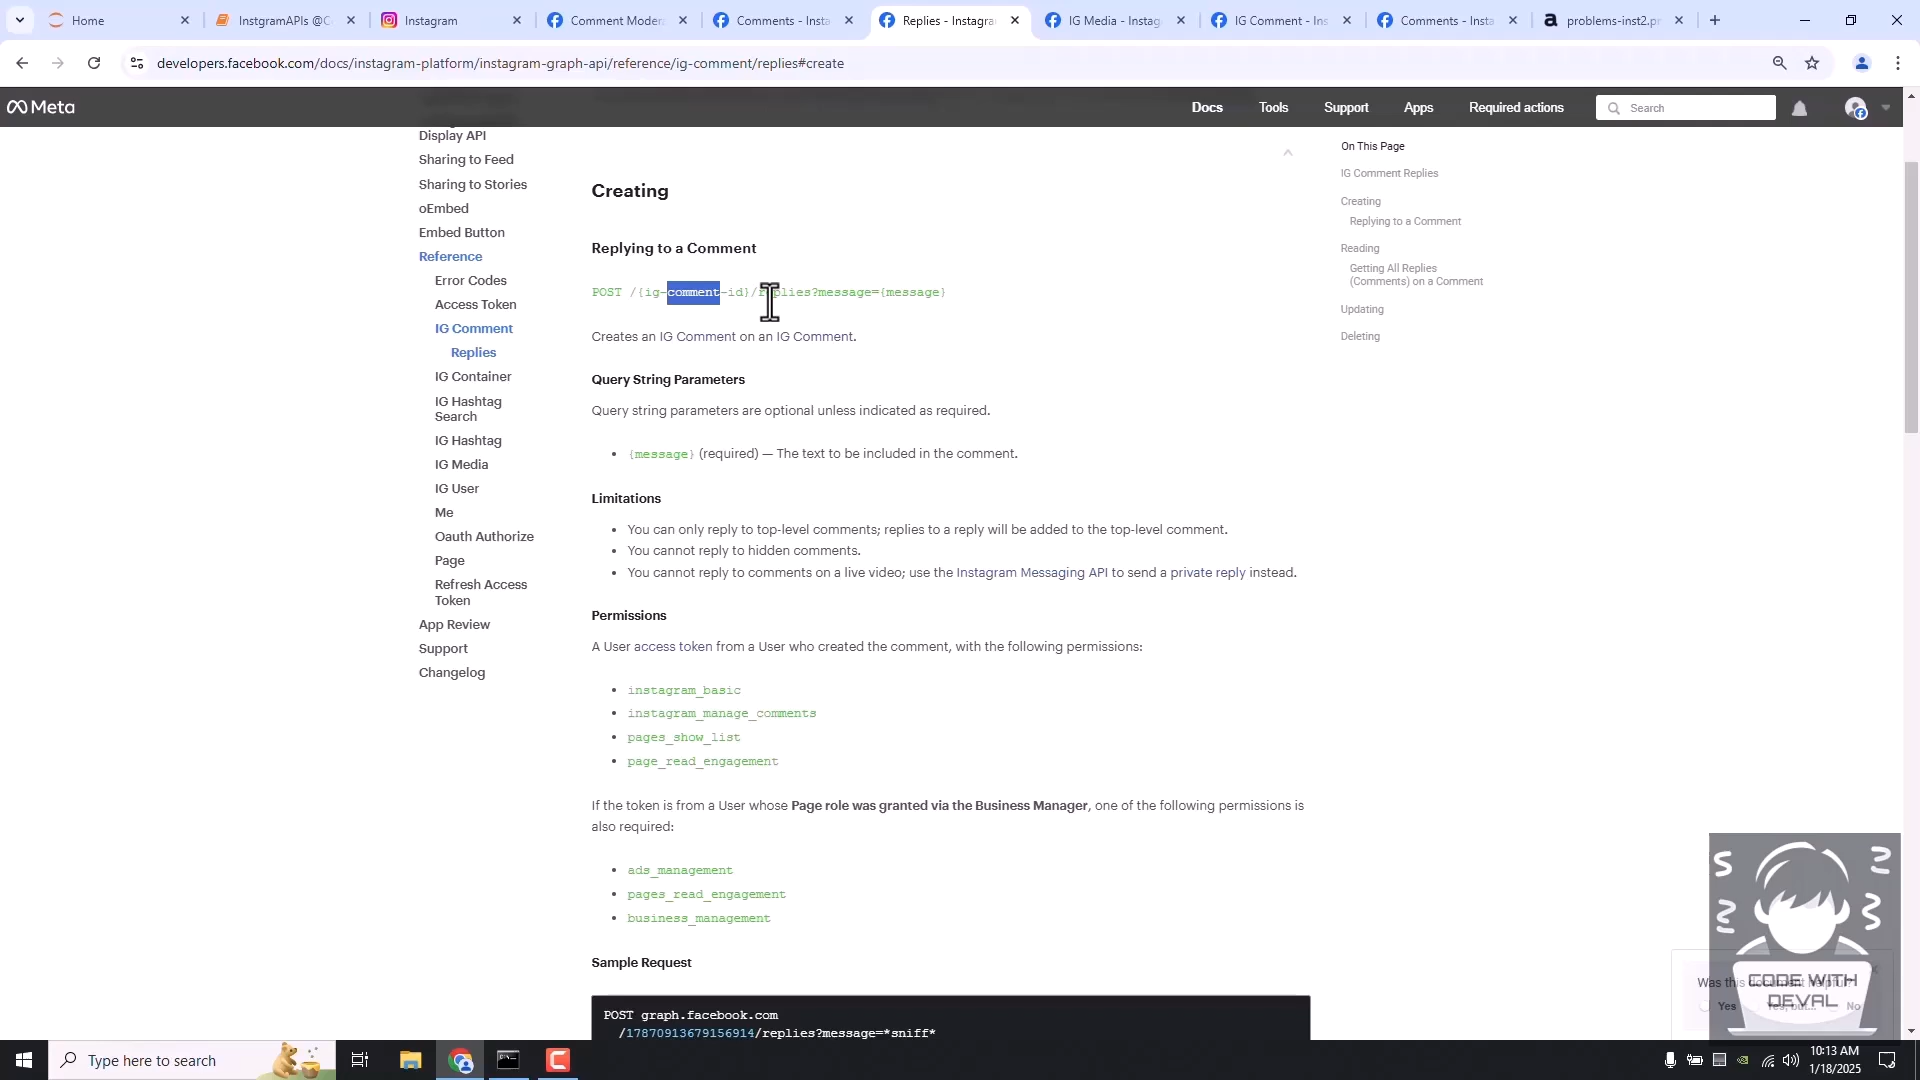 Home
InstgramAPIs @C
Instagram
Comment Moder
Comments - Insta
Replies - Instagra
IG Media - Instag
IG Comment - Ins
Comments - Insta
problems-inst2.pn
developers.facebook.com/docs/instagram-platform/instagram-graph-api/reference/ig-comment/replies#create
Meta
Docs
Tools
Support
Apps
Required actions
Search
Display API
Sharing to Feed
Sharing to Stories
oEmbed
Embed Button
Reference
Error Codes
Access Token
IG Comment
Replies
IG Container
IG Hashtag
Search
IG Hashtag
IG Media
IG User
Me
Oauth Authorize
Page
Refresh Access
Token
App Review
Support
Changelog
Creating
Replying to a Comment
POST /{ig-comment-id}/replies?message={message}
Creates an IG Comment on an IG Comment.
Query String Parameters
Query string parameters are optional unless indicated as required.
{message} (required) — The text to be included in the comment.
Limitations
You can only reply to top-level comments; replies to a reply will be added to the top-level comment.
You cannot reply to hidden comments.
You cannot reply to comments on a live video; use the Instagram Messaging API to send a private reply instead.
Permissions
A User access token from a User who created the comment, with the following permissions:
instagram_basic
instagram_manage_comments
pages_show_list
page_read_engagement
If the token is from a User whose Page role was granted via the Business Manager, one of the following permissions is
also required:
ads_management
pages_read_engagement
business_management
Sample Request
POST graph.facebook.com
/17870913679156914/replies?message=*sniff*
On This Page
IG Comment Replies
Creating
Replying to a Comment
Reading
Getting All Replies
(Comments) on a Comment
Updating
Deleting
Was this document helpful?
Yes
Yes, but...
No
CODE WITH
DEVAL
Type here to search
10:13 AM
1/18/2025